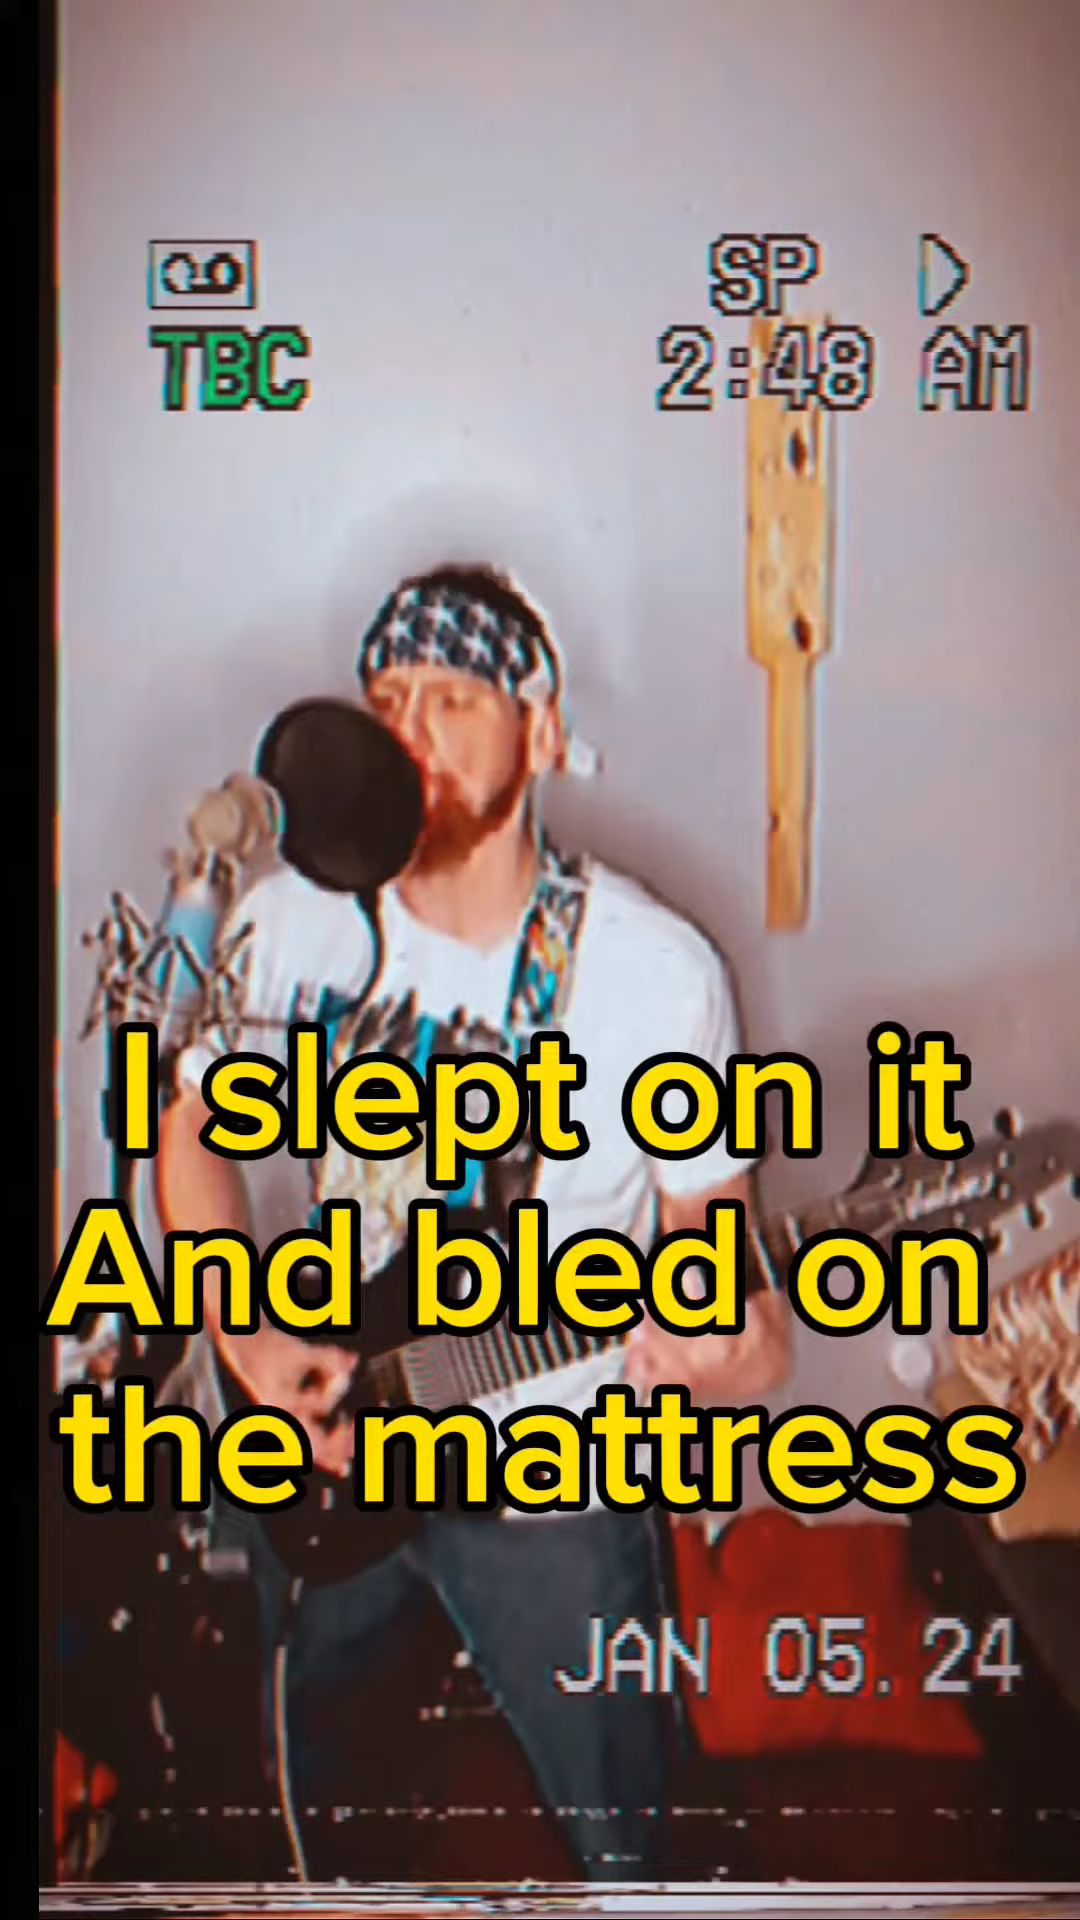 SP
TBC
2:48 AM
I slept on it
And bled on
the mattress
JAN 05. 24